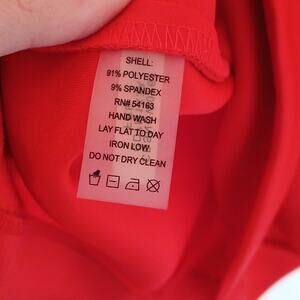 SHELL:
91% POLYESTER
9% SPANDEX
RN# 54163
HAND WASH
LAY FLAT TO DAY
IRON LOW
DO NOT DRY CLEAN